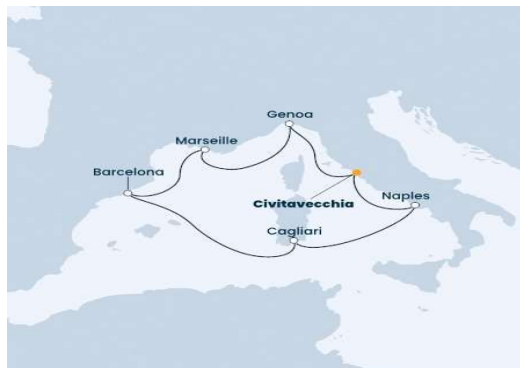 Genoa
Marseille
Barcelona
Civitavecchia
Naples
Cagliari